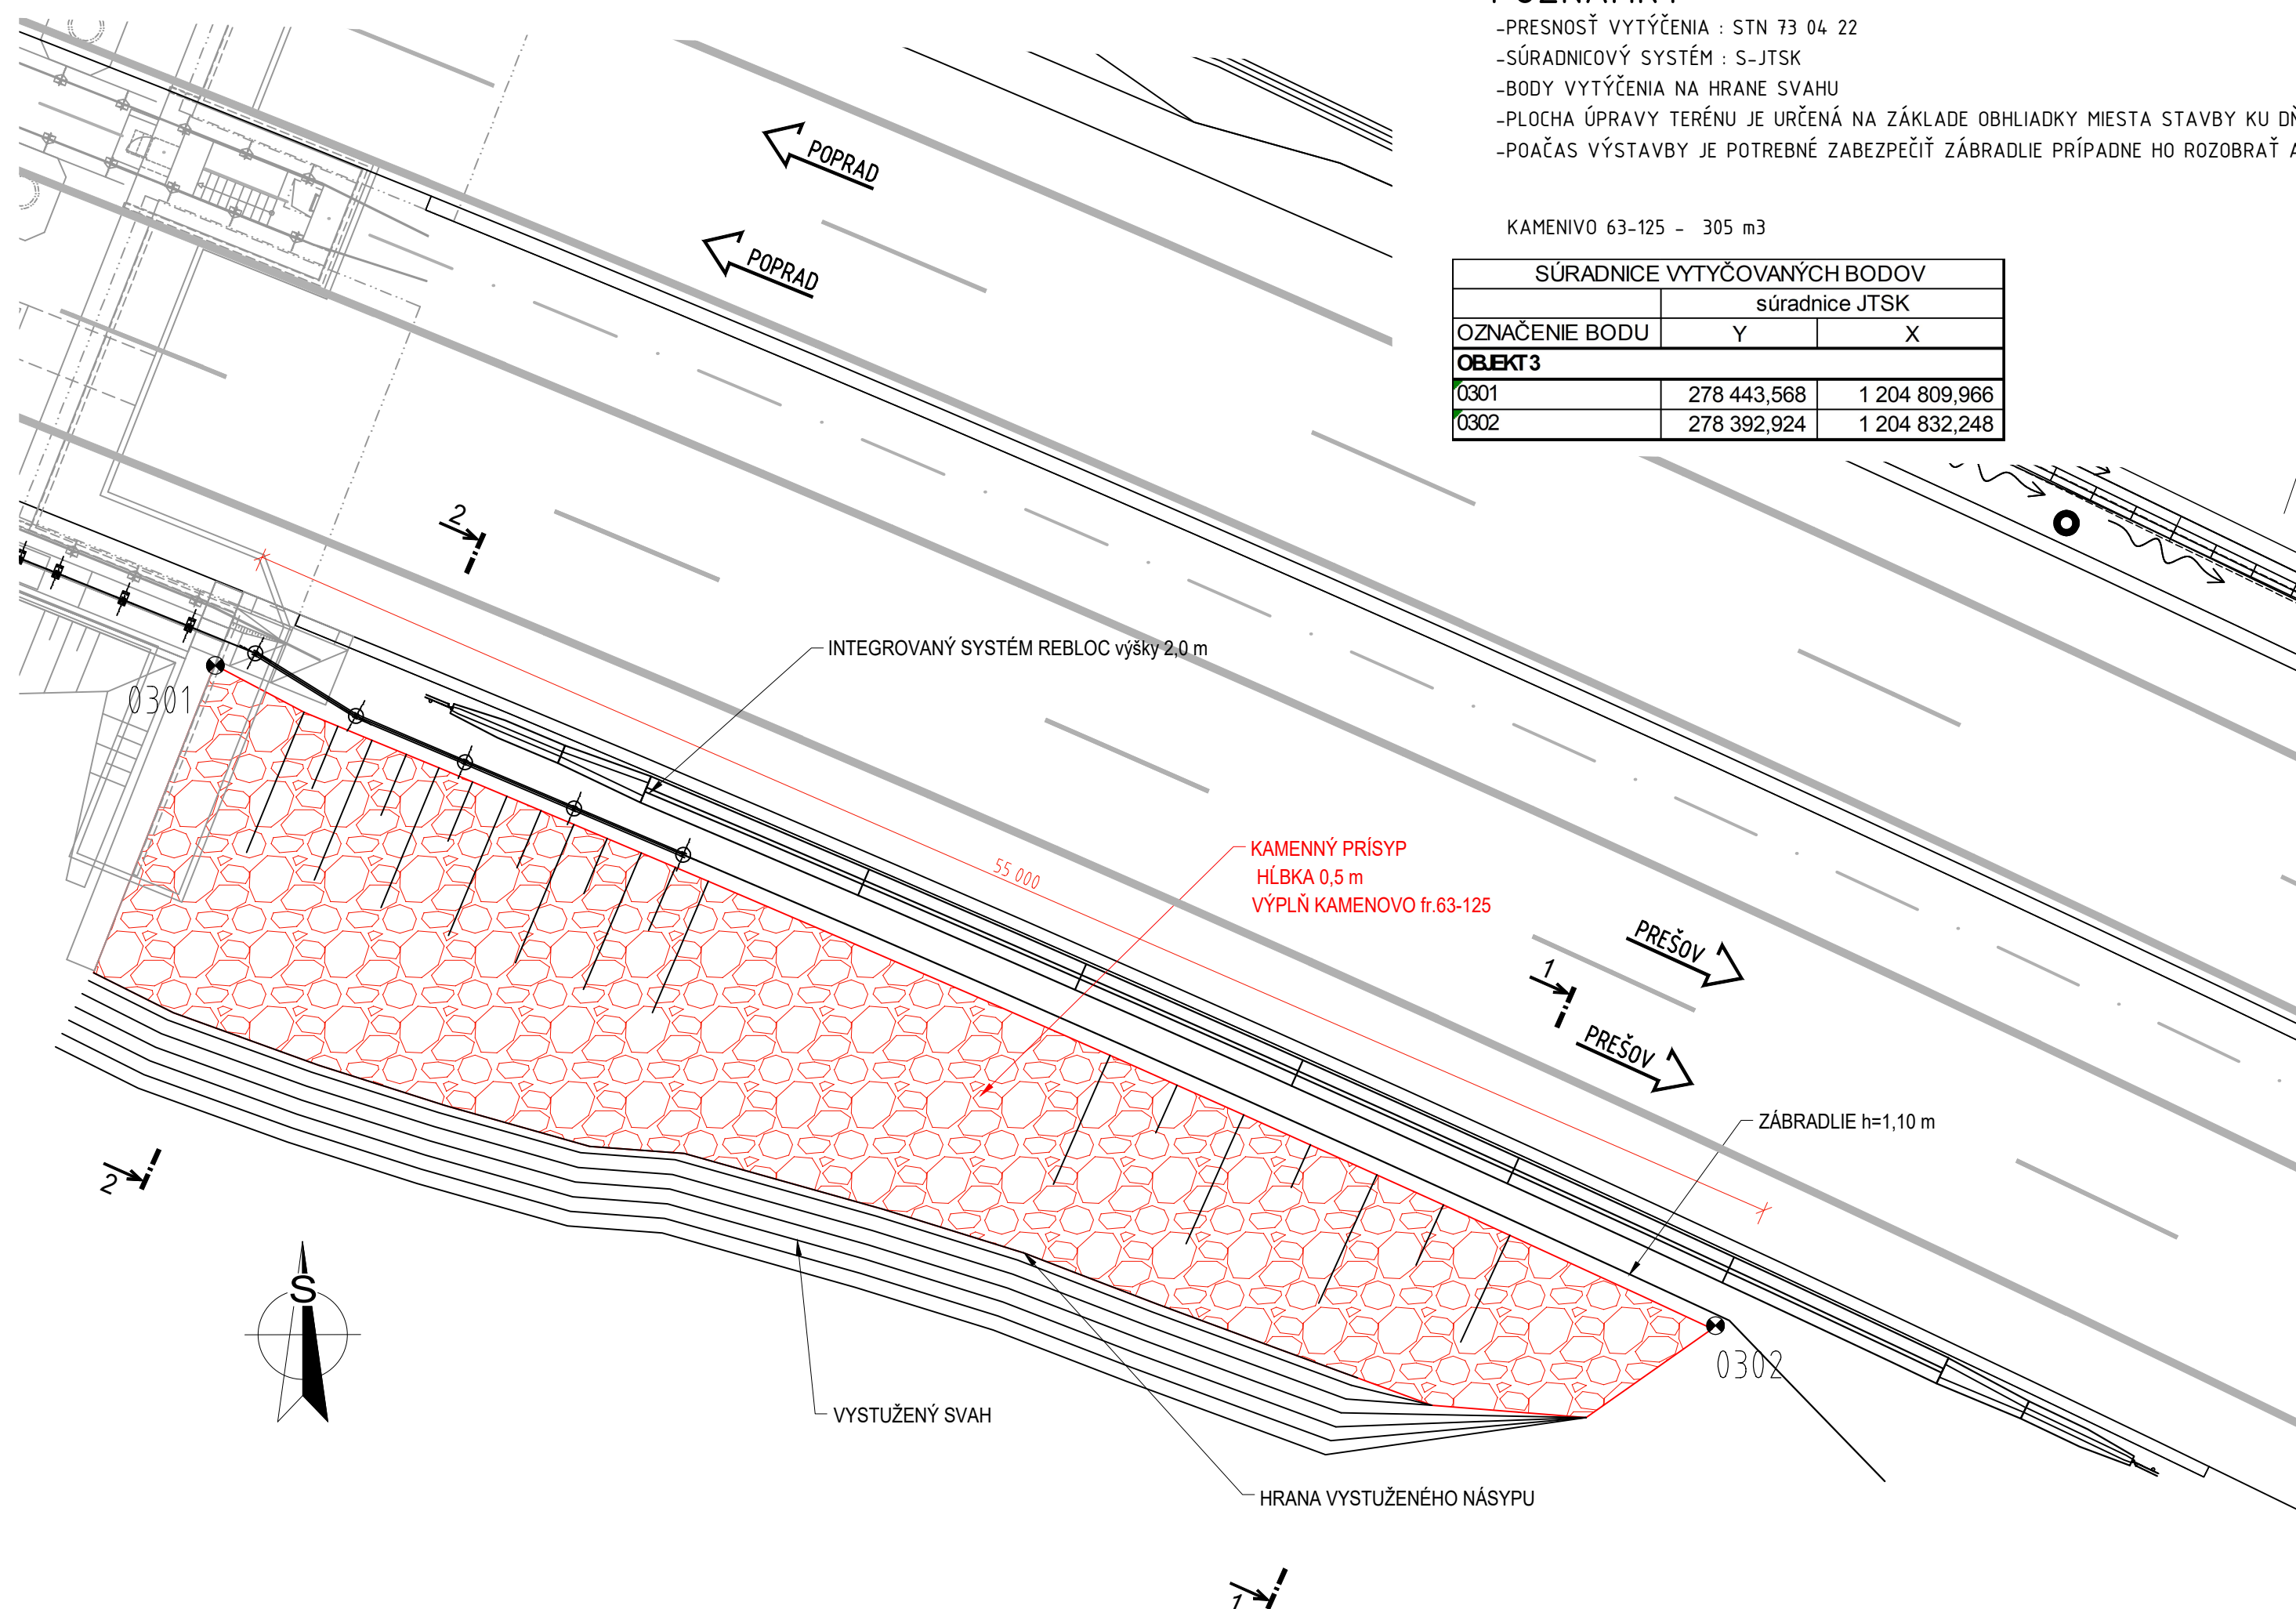 -PRESNOSŤ VYTÝČENIA : STN 73 04 22
-SÚRADNICOVÝ SYSTÉM : S-JTSK
-BODY VYTÝČENIA NA HRANE SVAHU
-PLOCHA ÚPRAVY TERÉNU JE URČENÁ NA ZÁKLADE OBHLIADKY MIESTA STAVBY KU
-POAČAS VÝSTAVBY JE POTREBNÉ ZABEZPEČIŤ ZÁBRADLIE PRÍPADNE HO ROZOBRAŤ
KAMENIVO 63-125 - 305 m3
SÚRADNICE VYTYČOVANÝCH BODOV
súradnice JTSK
OZNAČENIE BODU Y X
OBJEKT 3
0301 278 443,568 1 204 809,966
0302 278 392,924 1 204 832,248
POPRAD
POPRAD
2
INTEGROVANÝ SYSTÉM REBLOC výšky 2,0 m
0301
55 000
KAMENNÝ PRÍSYP
HĹBKA 0,5 m
VÝPLŇ KAMENOVO fr.63-125
PREŠOV
1
PREŠOV
ZÁBRADLIE h=1,10 m
2
S
0302
VYSTUŽENÝ SVAH
HRANA VYSTUŽENÉHO NÁSYPU
1